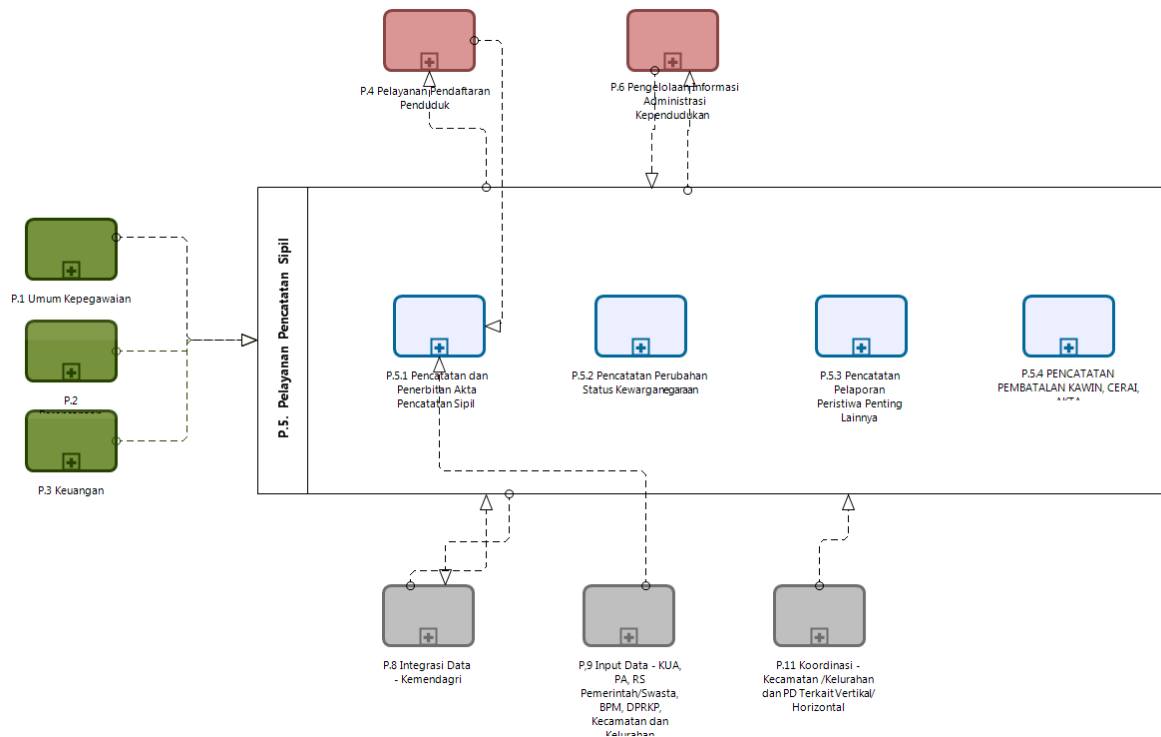 P.4 Pelayanan Pendaftaran
Penduduk
P.6 Pengelolaan Informasi
Administrasi
Kependudukan
P.1 Umum Kepegawaian
P.2
P.3 Keuangan
P.5. Pelayanan Pencatatan Sipil
P.5.1 Pencatatan dan
Penerbitan Akta
Pencatatan Sipil
P.5.2 Pencatatan Perubahan
Status Kewarganegaraan
P.5.3 Pencatatan
Pelaporan
Peristiwa Penting
Lainnya
P.5.4 PENCATATAN
PEMBATALAN KAWIN, CERAI,
P.8 Integrasi Data
- Kemendagri
P,9 Input Data - KUA,
PA, RS
Pemerintah/Swasta,
BPM, DPRKP,
Kecamatan dan
Kelurahan
P.11 Koordinasi -
Kecamatan /Kelurahan
dan PD Terkait Vertikal/
Horizontal